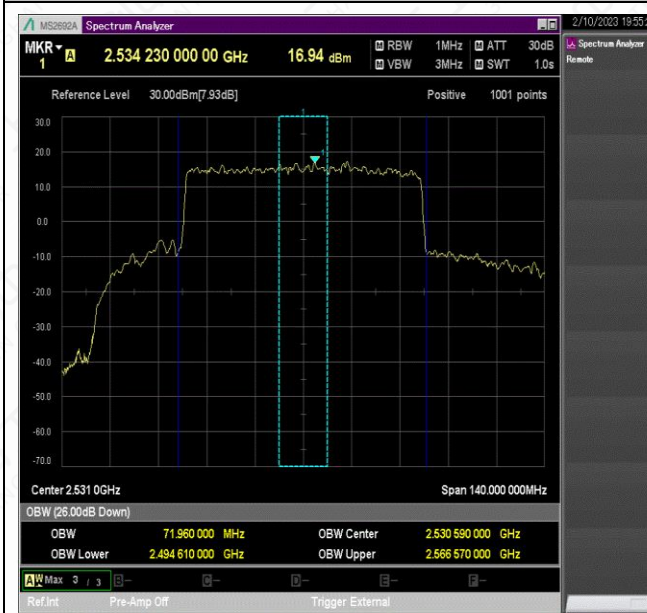 MS2692A Spectrum Analyzer
2/10/2023 19:55:2
MKR 1 A 2.534 230 000 00 GHz 16.94 dBm
RBW 1MHz ATT 30dB
VBW 3MHz SWT 1.0s
Spectrum Analyzer
Remote
Reference Level 30.00dBm[7.93dB] Positive 1001 points
30.0
1
20.0
1
10.0
0.0
-10.0
-20.0
-30.0
-40.0
-50.0
-60.0
-70.0
Center 2.531 0GHz Span 140.000 000MHz
OBW (26.00dB Down)
OBW 71.960 000 MHz OBW Center 2.530 590 000 GHz
OBW Lower 2.494 610 000 GHz OBW Upper 2.566 570 000 GHz
A W Max 3 / 3 B- C- D- E- F-
Ref.Int Pre-Amp Off Trigger External